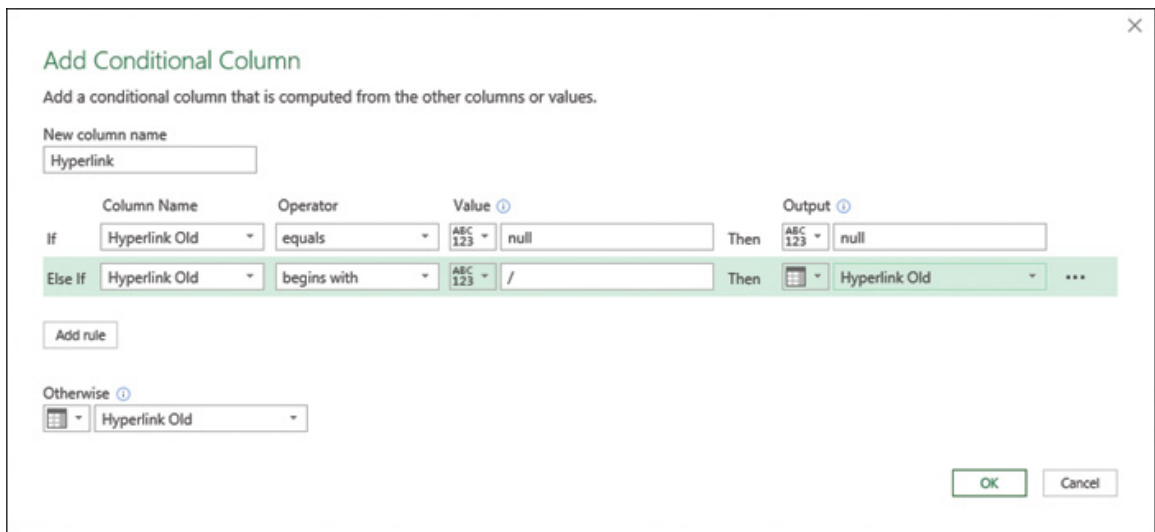 Add Conditional Column
Add a conditional column that is computed from the other columns or values.
New column name
Hyperlink
Column Name Operator Value Output
If Hyperlink Old equals ABC 123 null Then ABC 123 null
Else If Hyperlink Old begins with ABC 123 / Then Hyperlink Old ...
Add rule
Otherwise
Hyperlink Old
OK Cancel